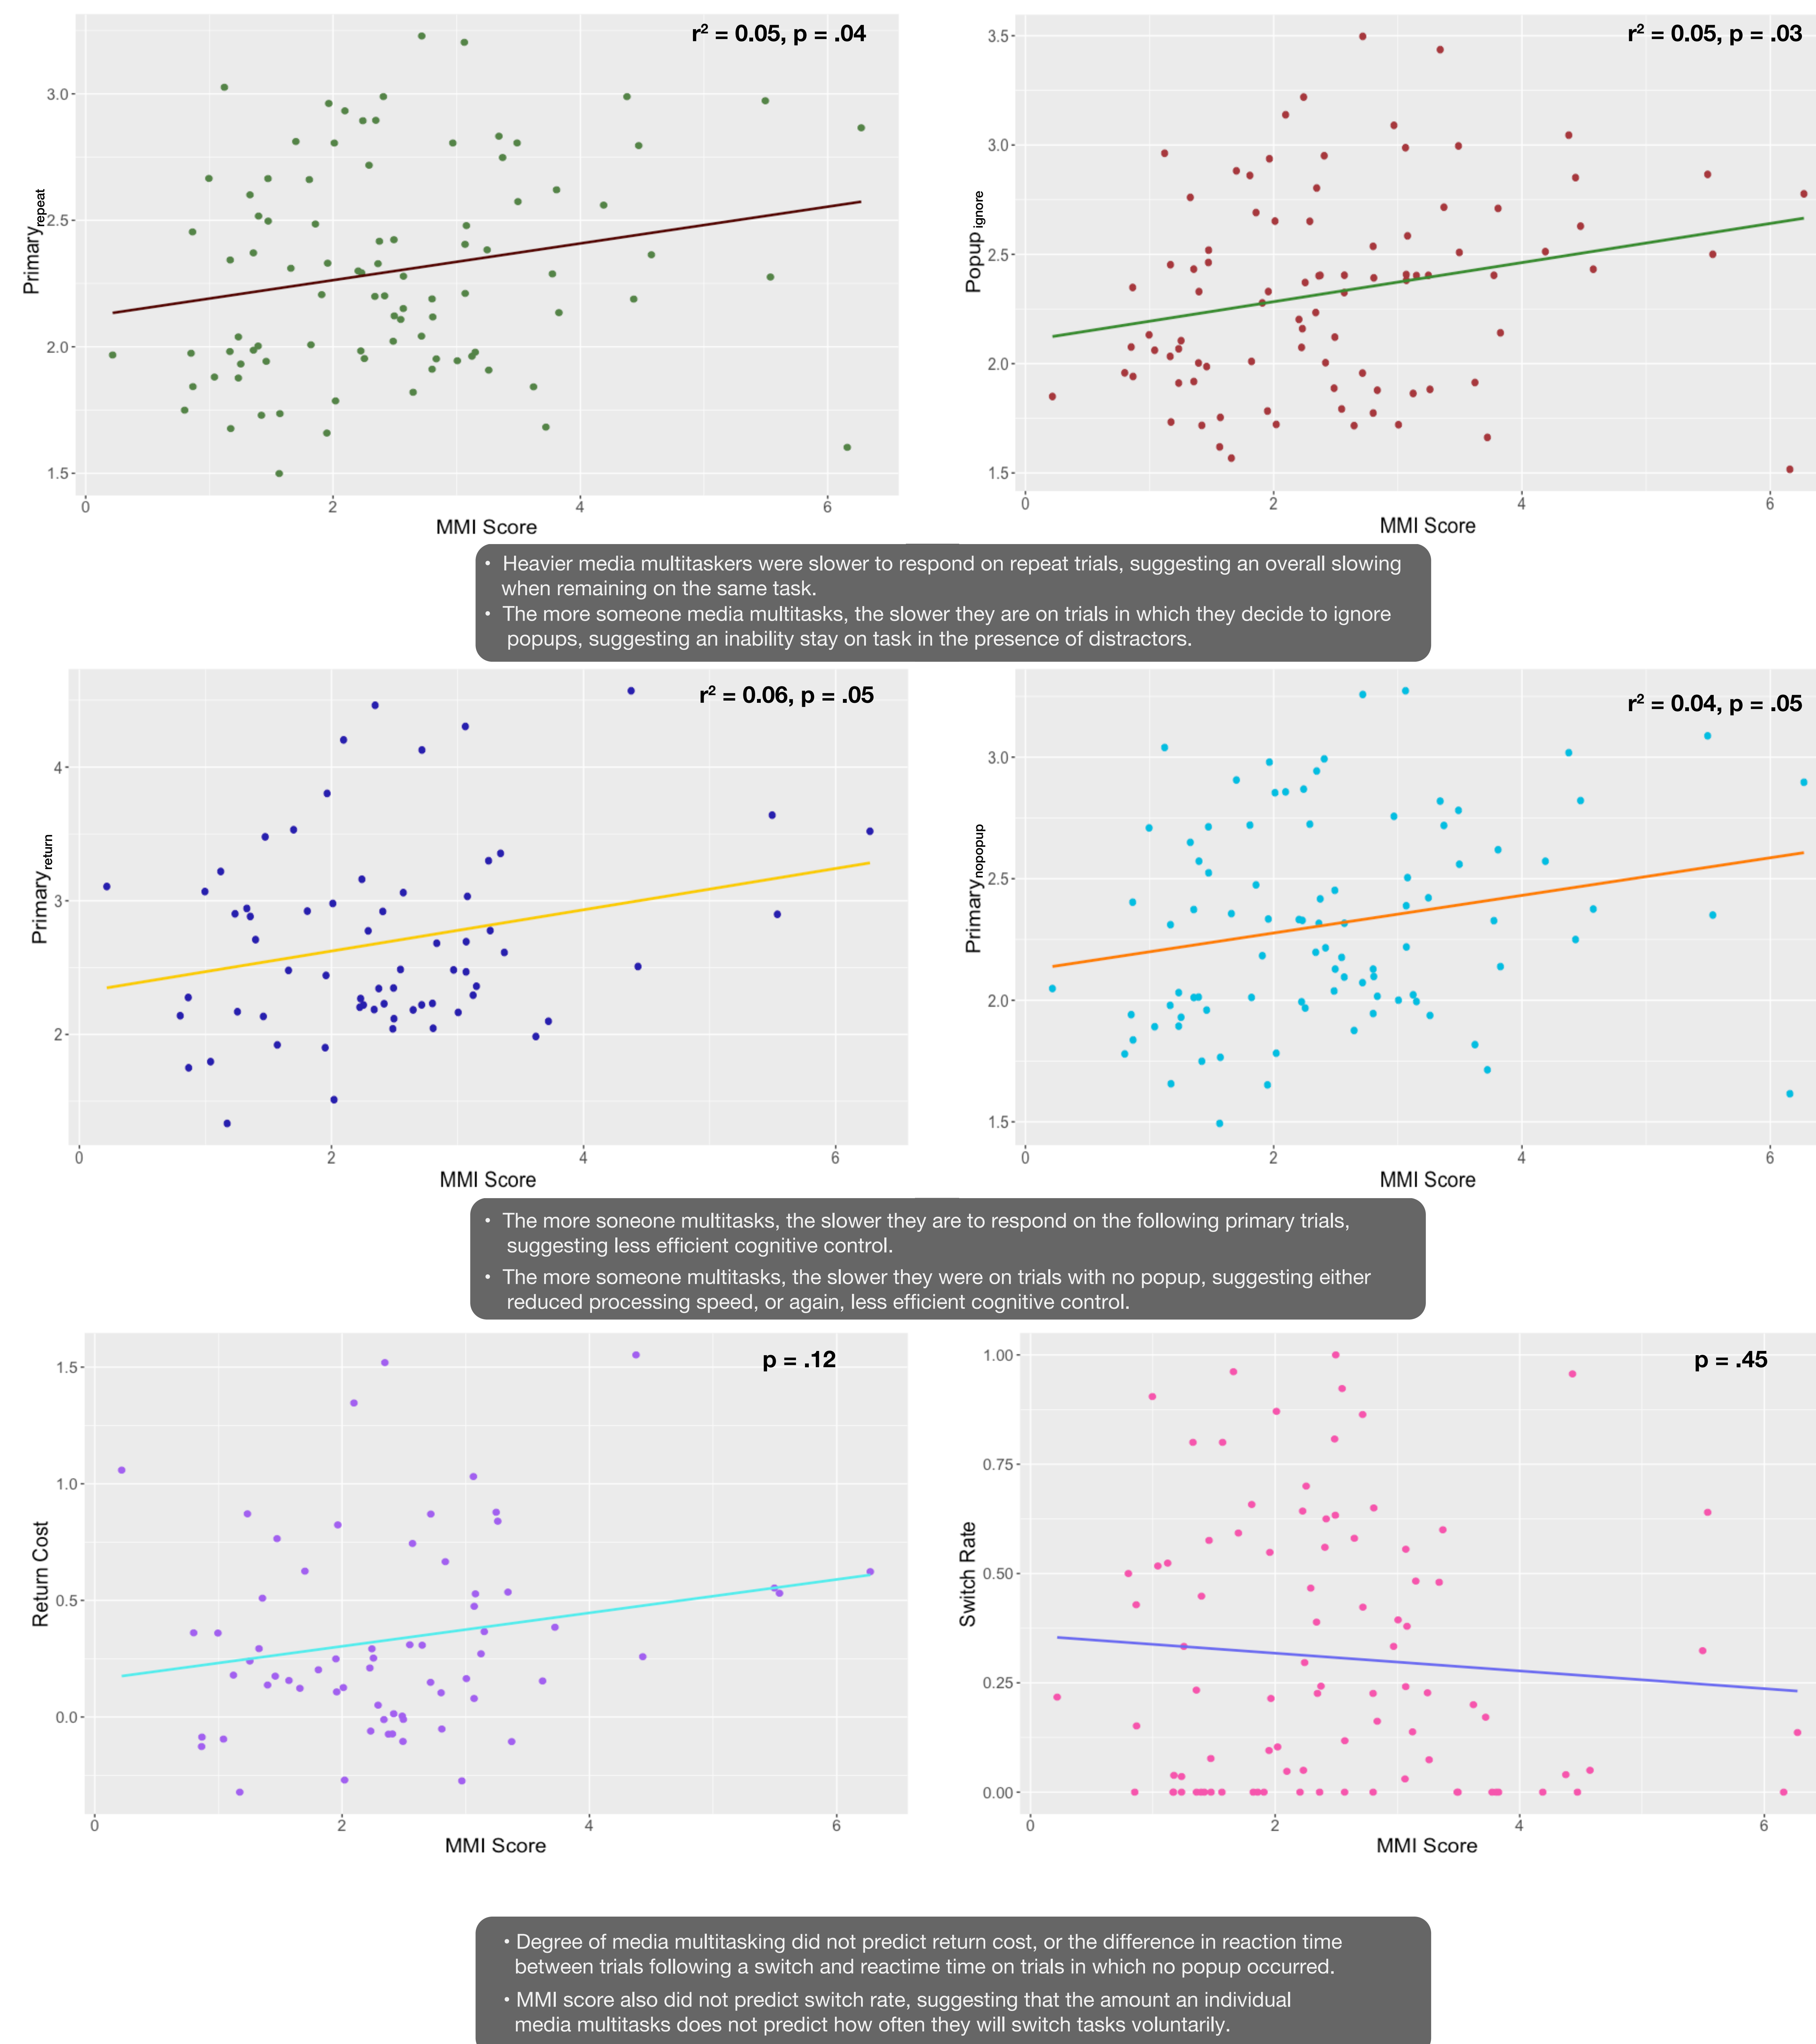 r² = 0.05, p = .04
3.0
2.5
2.0
1.5
Primary repeat
0 2 4 6
MMI Score
r² = 0.05, p = .03
3.5
3.0
2.5
2.0
1.5
Popup ignore
0 2 4 6
MMI Score
• Heavier media multitaskers were slower to respond on repeat trials, suggesting an overall slowing
when remaining on the same task.
• The more someone media multitasks, the slower they are on trials in which they decide to ignore
popups, suggesting an inability stay on task in the presence of distractors.
r² = 0.06, p = .05
4
3
2
Primary return
0 2 4 6
MMI Score
r² = 0.04, p = .05
3.0
2.5
2.0
1.5
Primary nopopup
0 2 4 6
MMI Score
• The more soneone multitasks, the slower they are to respond on the following primary trials,
suggesting less efficient cognitive control.
• The more someone multitasks, the slower they were on trials with no popup, suggesting either
reduced processing speed, or again, less efficient cognitive control.
p = .12
1.5
1.0
0.5
0.0
Return Cost
0 2 4 6
MMI Score
p = .45
1.00
0.75
0.50
0.25
0.00
Switch Rate
0 2 4 6
MMI Score
• Degree of media multitasking did not predict return cost, or the difference in reaction time
between trials following a switch and reactime time on trials in which no popup occurred.
• MMI score also did not predict switch rate, suggesting that the amount an individual
media multitasks does not predict how often they will switch tasks voluntarily.